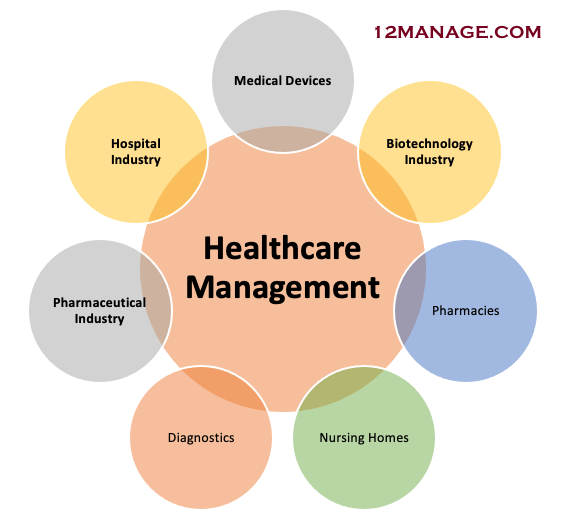 12MANAGE.COM
Medical Devices
Hospital
Industry
Biotechnology
Industry
Healthcare
Management
Pharmaceutical
Industry
Pharmacies
Diagnostics
Nursing Homes